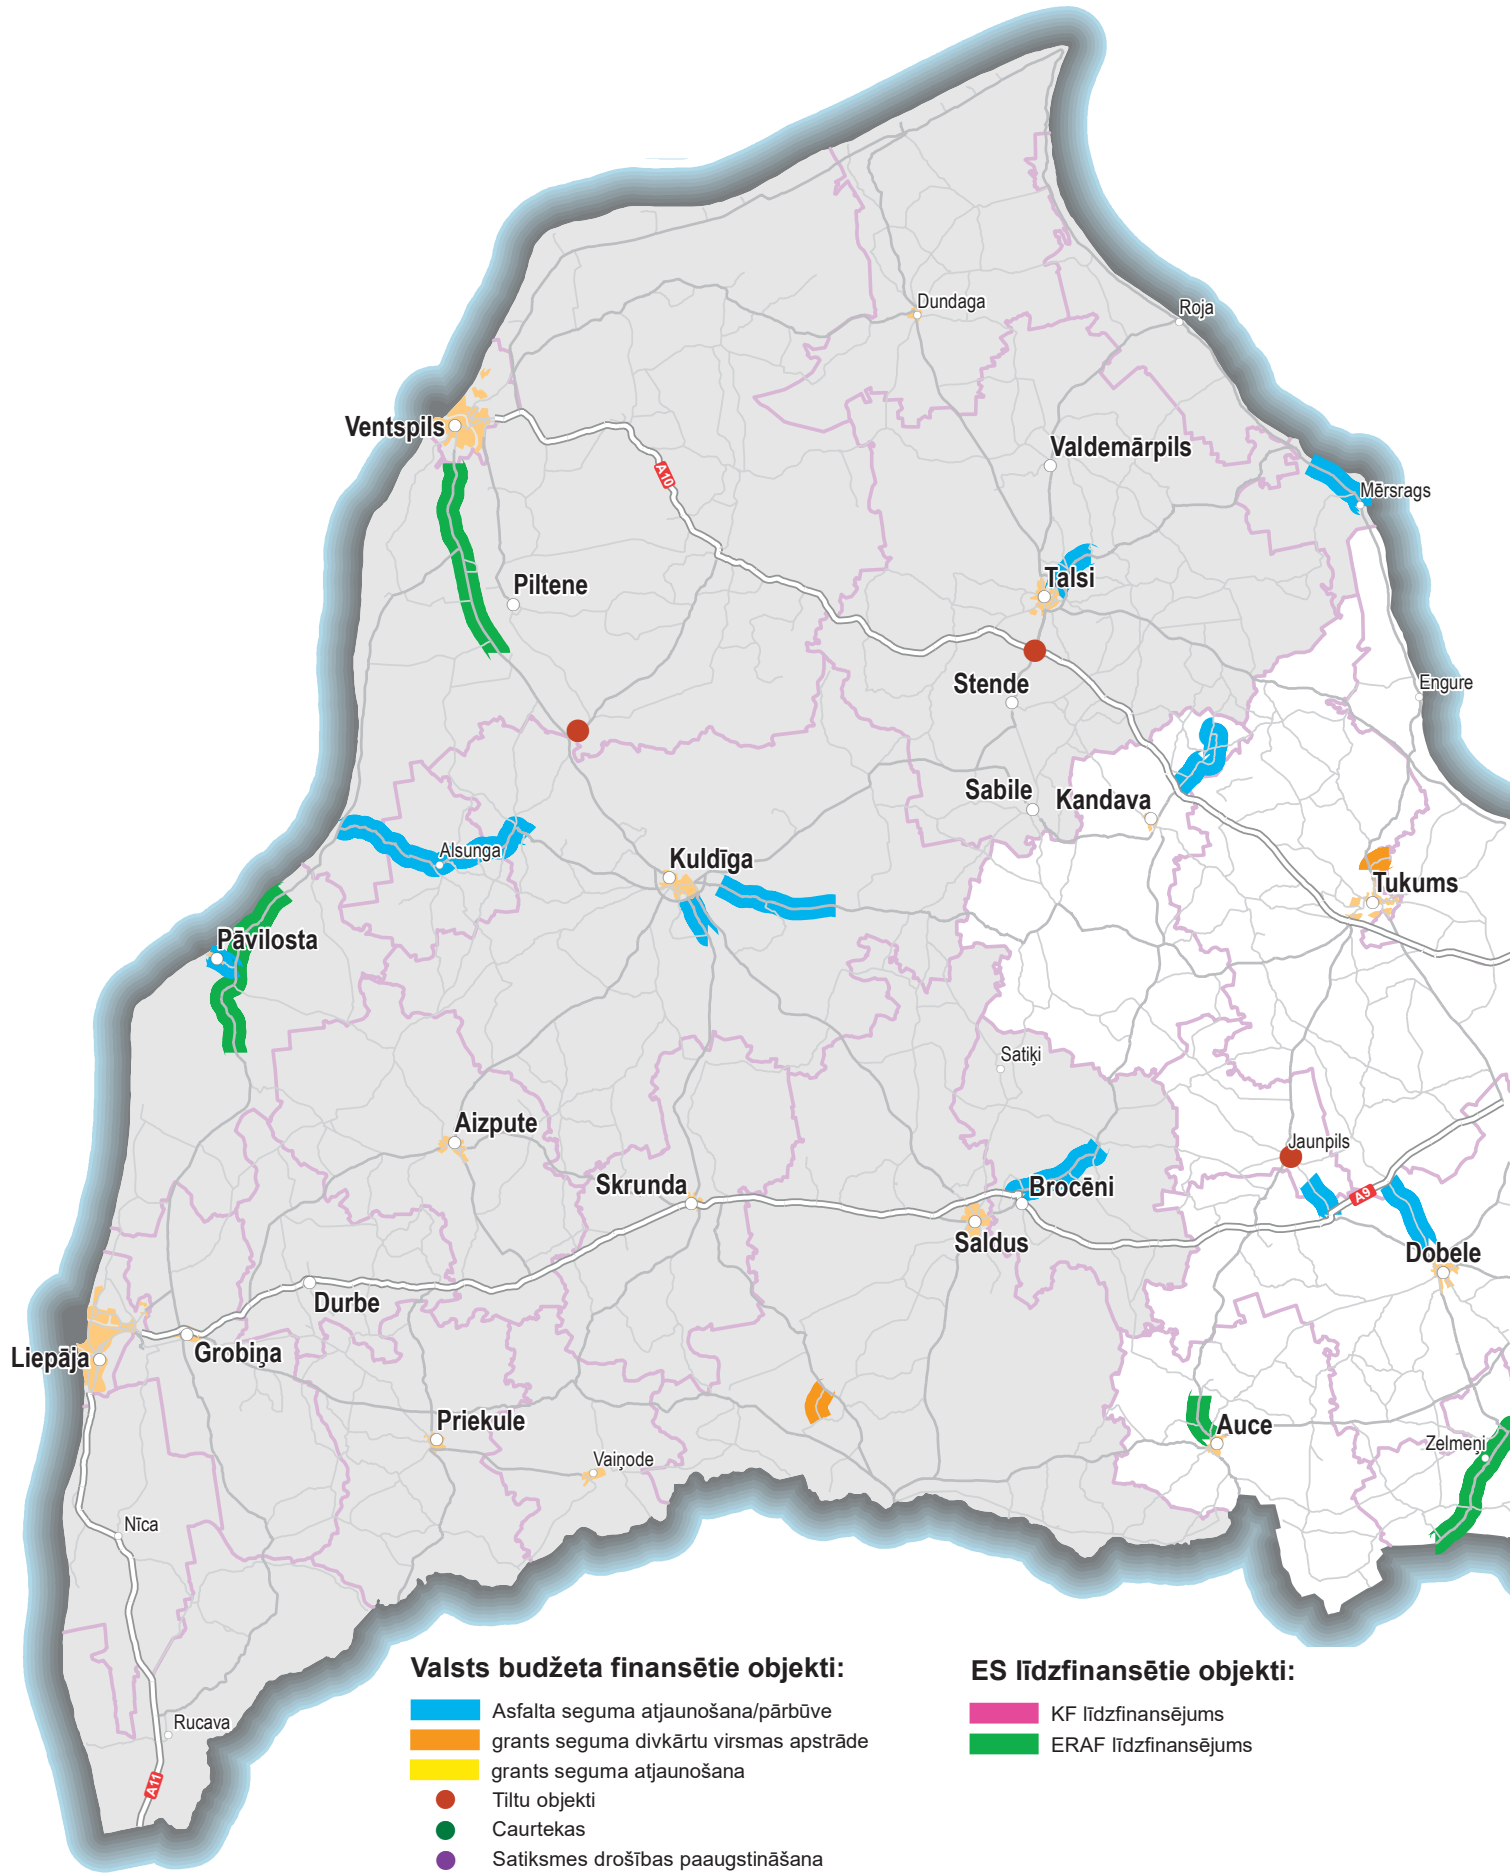 Dundaga
Roja
Ventspils
A10
Valdemārpils
Mērsrags
Talsi
Piltene
Stende
Engure
Sabile
Kandava
Alsunga
Kuldīga
Tukums
Pāvilosta
Satiķi
Aizpute
Jaunpils
Skrunda
Brocēni
A9
Saldus
Dobele
Durbe
Grobiņa
Liepāja
Priekule
Auce
Zelmeņi
Vaiņode
Nīca
Rucava
A11
Valsts budžeta finansētie objekti:
Asfalta seguma atjaunošana/pārbūve
grants seguma divkārtu virsmas apstrāde
grants seguma atjaunošana
Tiltu objekti
Caurtekas
Satiksmes drošības paaugstināšana
ES līdzfinansētie objekti:
KF līdzfinansējums
ERAF līdzfinansējums